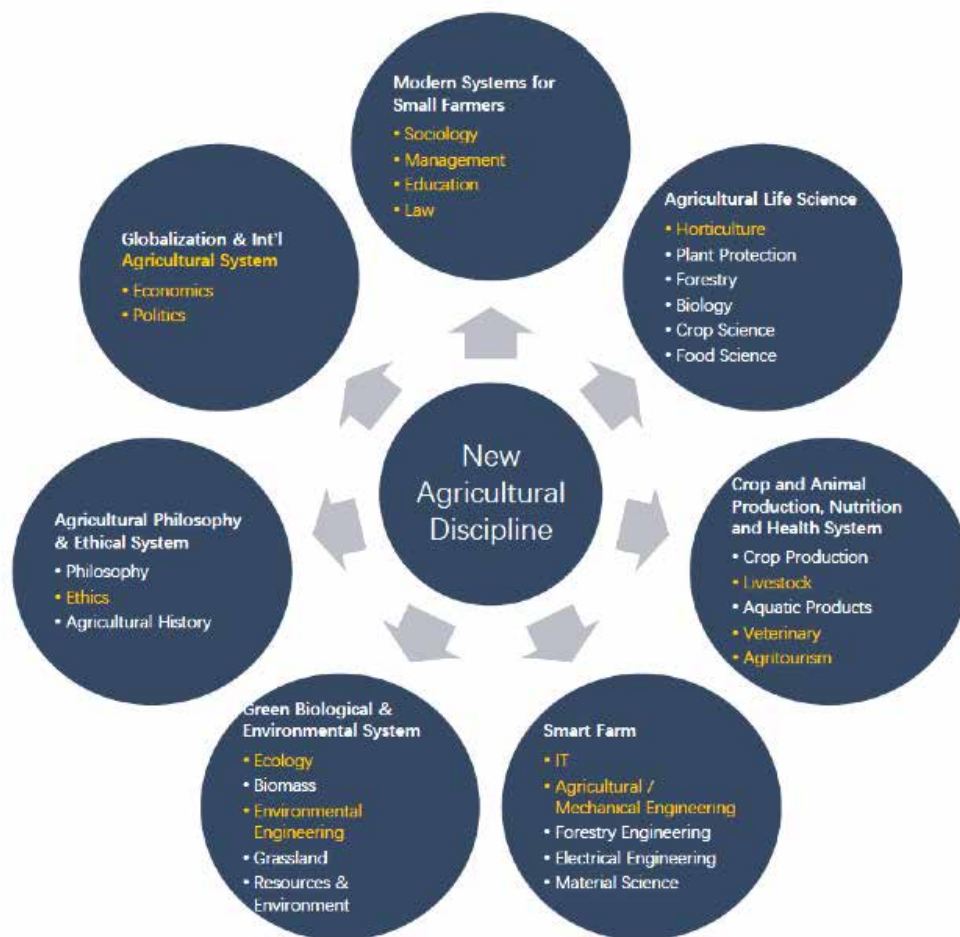 Modern Systems for
Small Farmers
• Sociology
• Management
• Education
• Law
Agricultural Life Science
• Horticulture
• Plant Protection
• Forestry
• Biology
• Crop Science
• Food Science
Crop and Animal
Production, Nutrition
and Health System
• Crop Production
• Livestock
• Aquatic Products
• Veterinary
• Agritourism
Smart Farm
• IT
• Agricultural /
Mechanical Engineering
• Forestry Engineering
• Electrical Engineering
• Material Science
Green Biological &
Environmental System
• Ecology
• Biomass
• Environmental
Engineering
• Grassland
• Resources &
Environment
Agricultural Philosophy
& Ethical System
• Philosophy
• Ethics
• Agricultural History
Globalization & Int'l
Agricultural System
• Economics
• Politics
New
Agricultural
Discipline